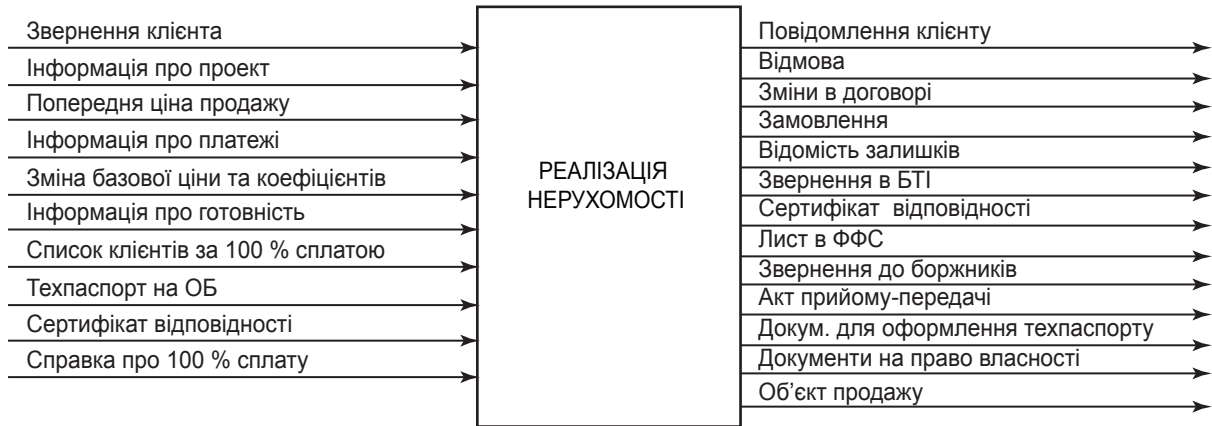 Звернення клієнта
Інформація про проект
Попередня ціна продажу
Інформація про платежі
Зміна базової ціни та коефіцієнтів
Інформація про готовність
Список клієнтів за 100 % сплатою
Техпаспорт на ОБ
Сертифікат відповідності
Справка про 100 % сплату
РЕАЛІЗАЦІЯ
НЕРУХОМОСТІ
Повідомлення клієнту
Відмова
Зміни в договорі
Замовлення
Відомість залишків
Звернення в БТІ
Сертифікат відповідності
Лист в ФФС
Звернення до боржників
Акт прийому-передачі
Докум. для оформлення техпаспорту
Документи на право власності
Об’єкт продажу